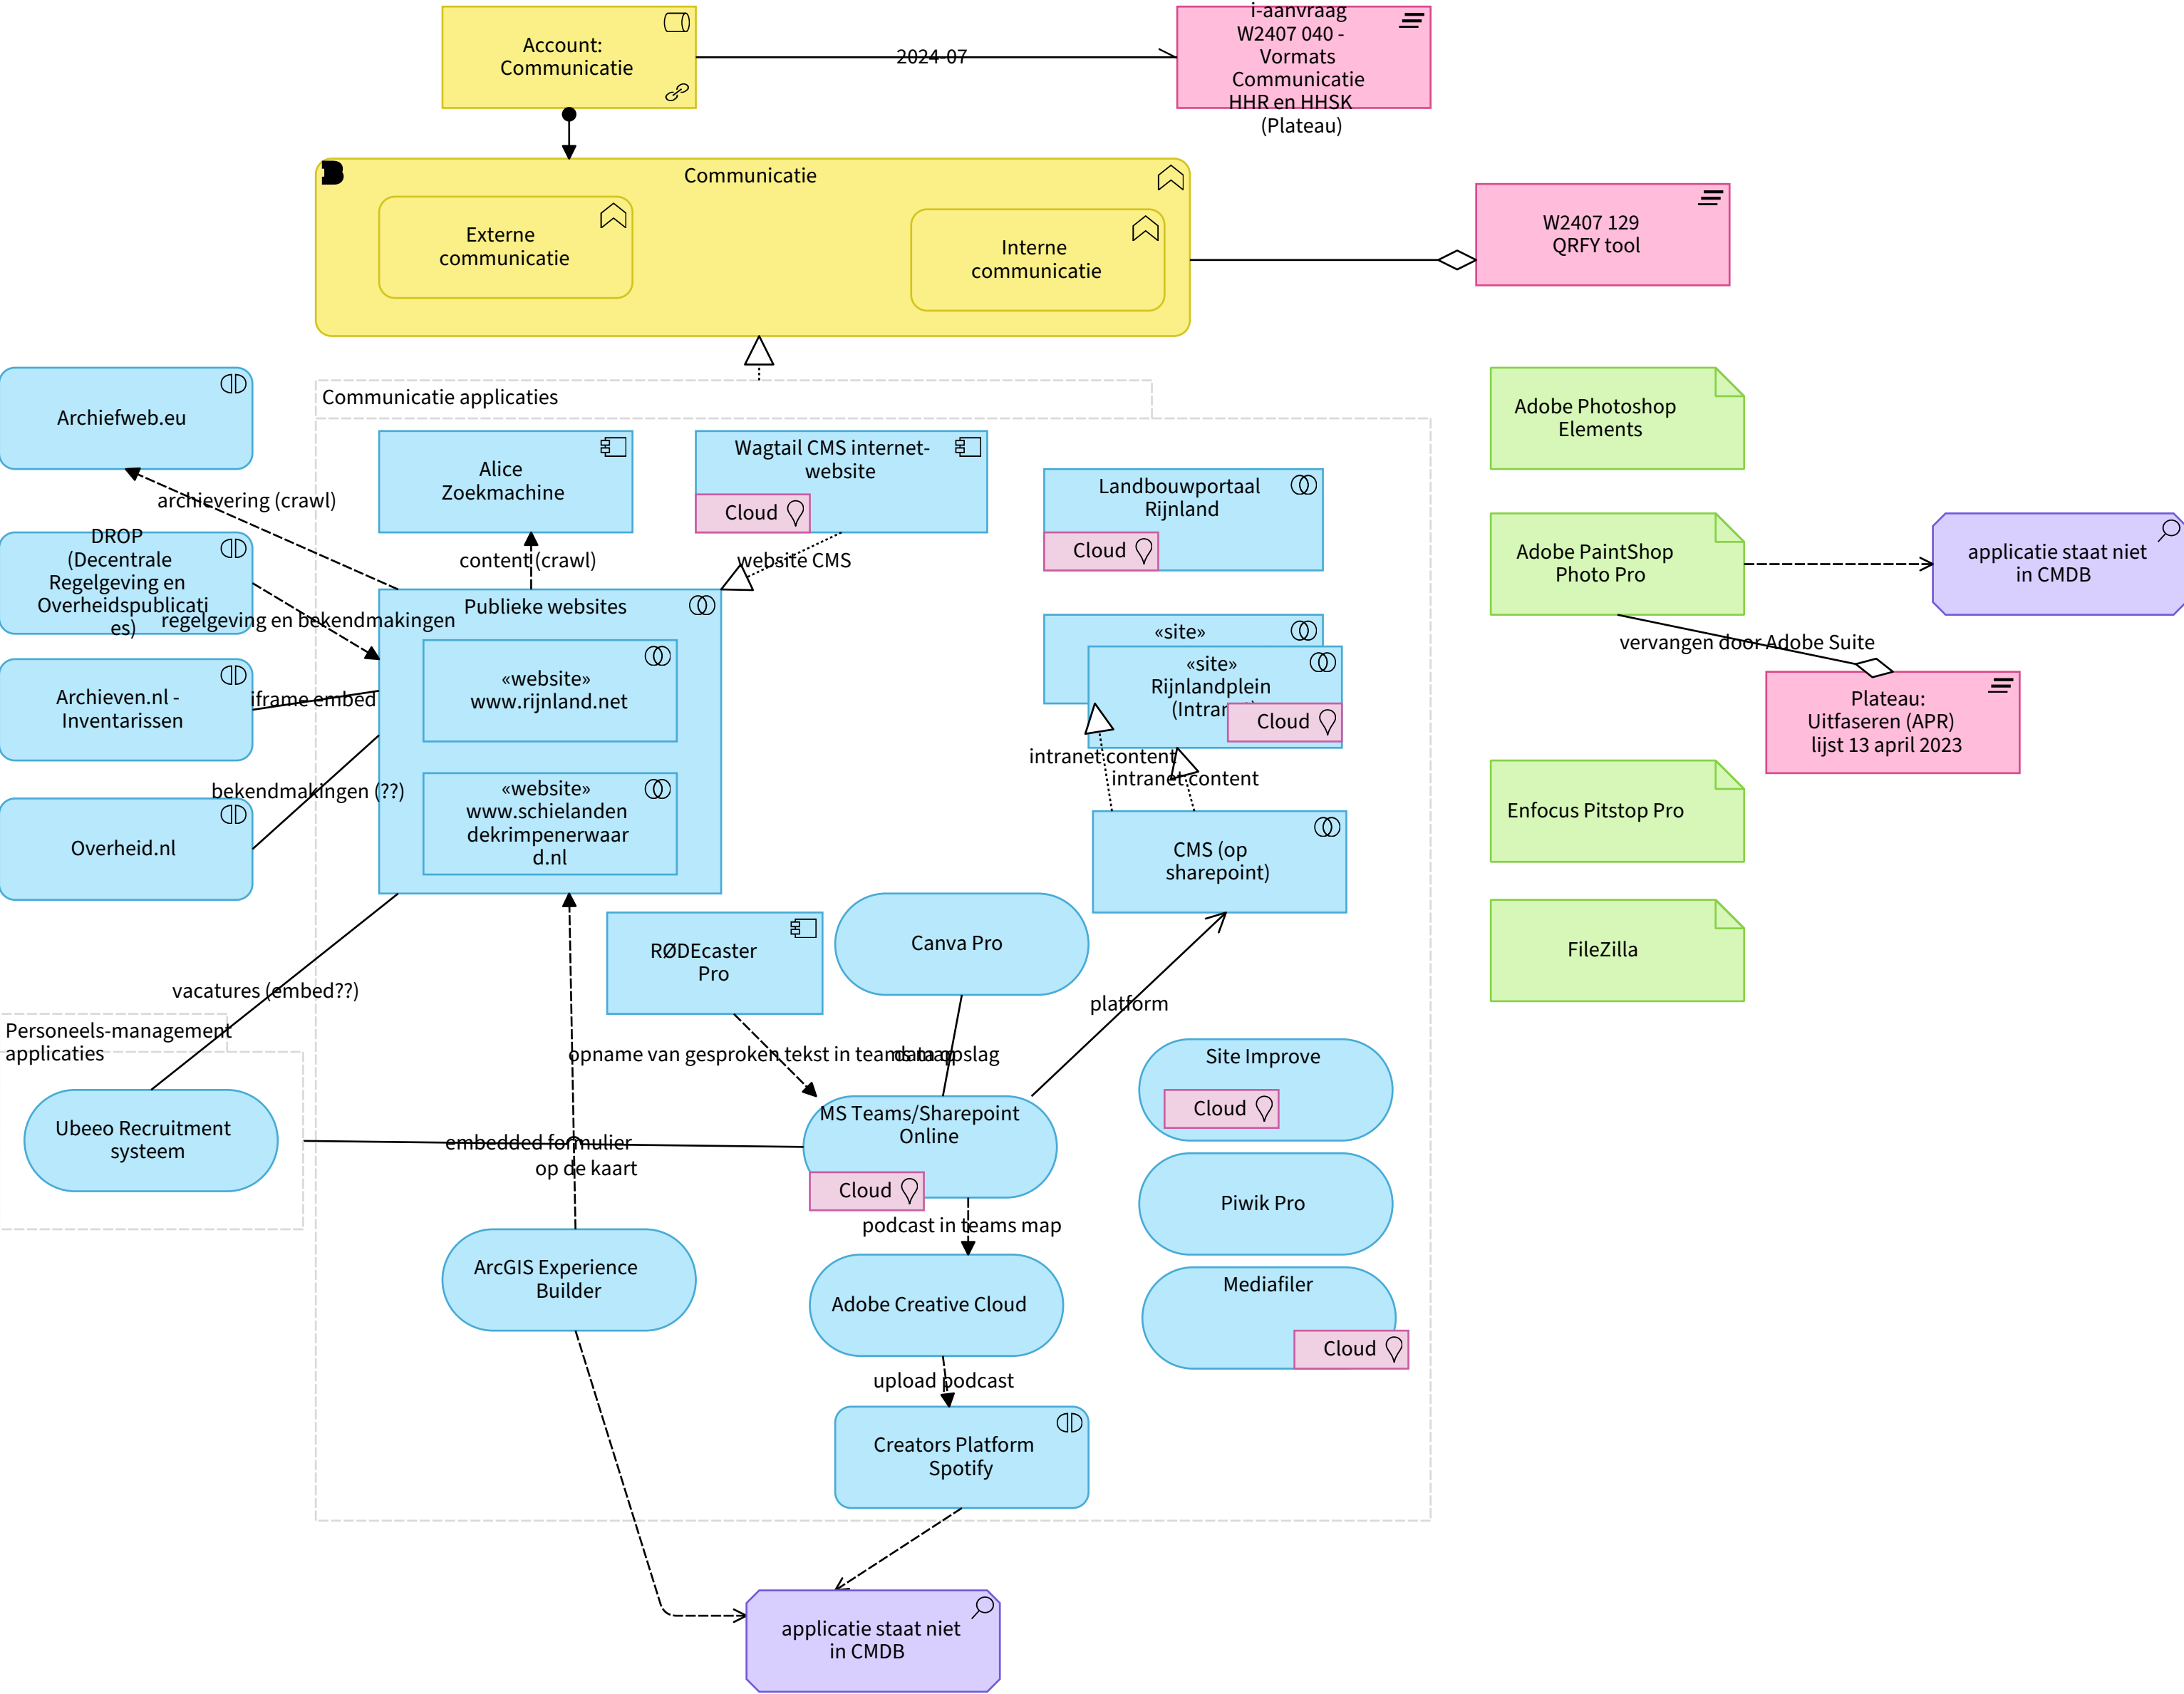 Account:
Communicatie
2024-07
i-aanvraag
W2407 040 -
Vormats
Communicatie
HHR en HHSK
(Plateau)
Communicatie
Externe
communicatie
Interne
communicatie
W2407 129
QRFY tool
Communicatie applicaties
Archiefweb.eu
archievering (crawl)
DROP
(Decentrale
Regelgeving en
Overheidspublicati
es)
regelgeving en bekendmakingen
Archieven.nl -
Inventarissen
iframe embed
bekendmakingen (??)
Overheid.nl
Alice
Zoekmachine
content (crawl)
Wagtail CMS internet-
website
Cloud
website CMS
Landbouwportaal
Rijnland
Cloud
Publieke websites
«website»
www.rijnland.net
«website»
www.schielanden
dekrimpenerwaar
d.nl
«site»
«site»
Rijnlandplein
Cloud
intranet content
intranet content
CMS (op
sharepoint)
Adobe Photoshop
Elements
Adobe PaintShop
Photo Pro
applicatie staat niet
in CMDB
vervangen door Adobe Suite
Plateau:
Uitfaseren (APR)
lijst 13 april 2023
Enfocus Pitstop Pro
FileZilla
vacatures (embed??)
Personeels-management
applicaties
Ubeeo Recruitment
systeem
RØDEcaster
Pro
Canva Pro
platform
opname van gesproken tekst in teams map
data opslag
MS Teams/Sharepoint
Online
Cloud
embedded formulier
op de kaart
podcast in teams map
ArcGIS Experience
Builder
Adobe Creative Cloud
upload podcast
Creators Platform
Spotify
Site Improve
Cloud
Piwik Pro
Mediafiler
Cloud
applicatie staat niet
in CMDB